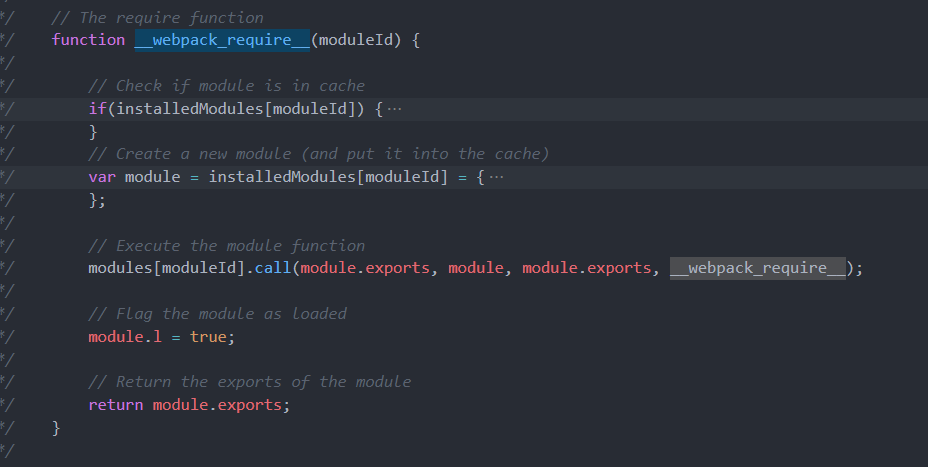 */ // The require function
*/ function __webpack_require__(moduleId) {
*/
*/ // Check if module is in cache
*/ if(installedModules[moduleId]) {···
*/ }
*/ // Create a new module (and put it into the cache)
*/ var module = installedModules[moduleId] = {···
*/ };
*/
*/ // Execute the module function
*/ modules[moduleId].call(module.exports, module, module.exports, __webpack_require__);
*/
*/ // Flag the module as loaded
*/ module.l = true;
*/
*/ // Return the exports of the module
*/ return module.exports;
*/ }
*/